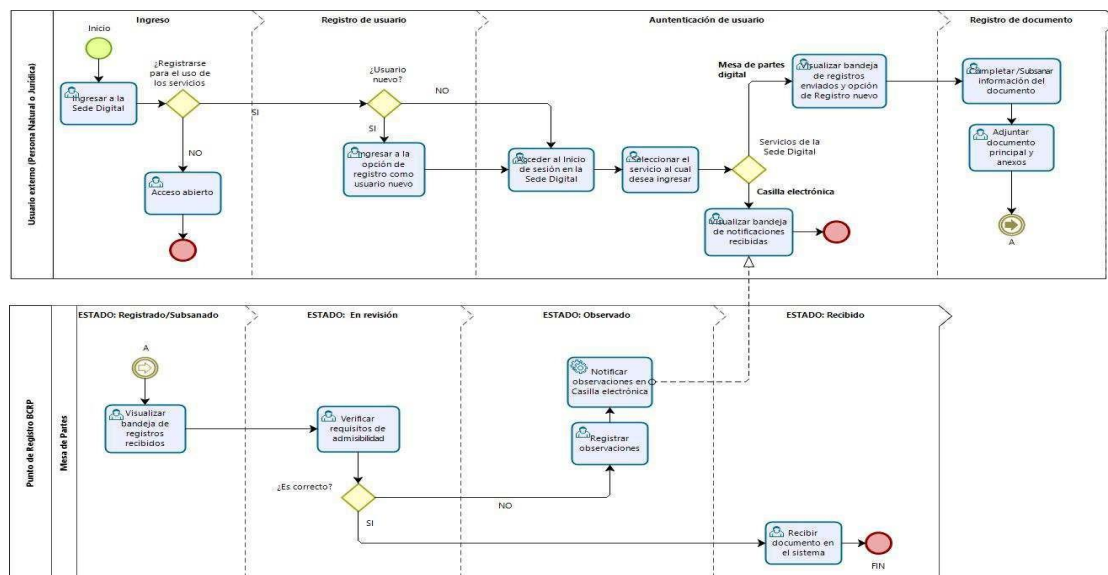 Ingreso
Registro de usuario
Auntenticación de usuario
Registro de documento
Usuario externo (Persona Natural o Jurídica)
Inicio
Ingresar a la
Sede Digital
¿Registrarse
para el uso de
los servicios
SI
NO
Acceso abierto
¿Usuario
nuevo?
NO
SI
Ingresar a la
opción de
registro como
usuario nuevo
Acceder al Inicio
de sesión en la
Sede Digital
Seleccionar el
servicio al cual
desea ingresar
Servicios de la
Sede Digital
Mesa de partes
digital
Visualizar bandeja
de registros
enviados y opción
de Registro nuevo
Casilla electrónica
Visualizar bandeja
de notificaciones
recibidas
Completar /Subsanar
información del
documento
Adjuntar
documento
principal y
anexos
A
Punto de Registro BCRP
Mesa de Partes
ESTADO: Registrado/Subsanado
ESTADO: En revisión
ESTADO: Observado
ESTADO: Recibido
A
Visualizar
bandeja de
registros
recibidos
Verificar
requisitos de
admisibilidad
¿Es correcto?
NO
SI
Notificar
observaciones en
Casilla electrónica
Registrar
observaciones
Recibir
documento en
el sistema
FIN